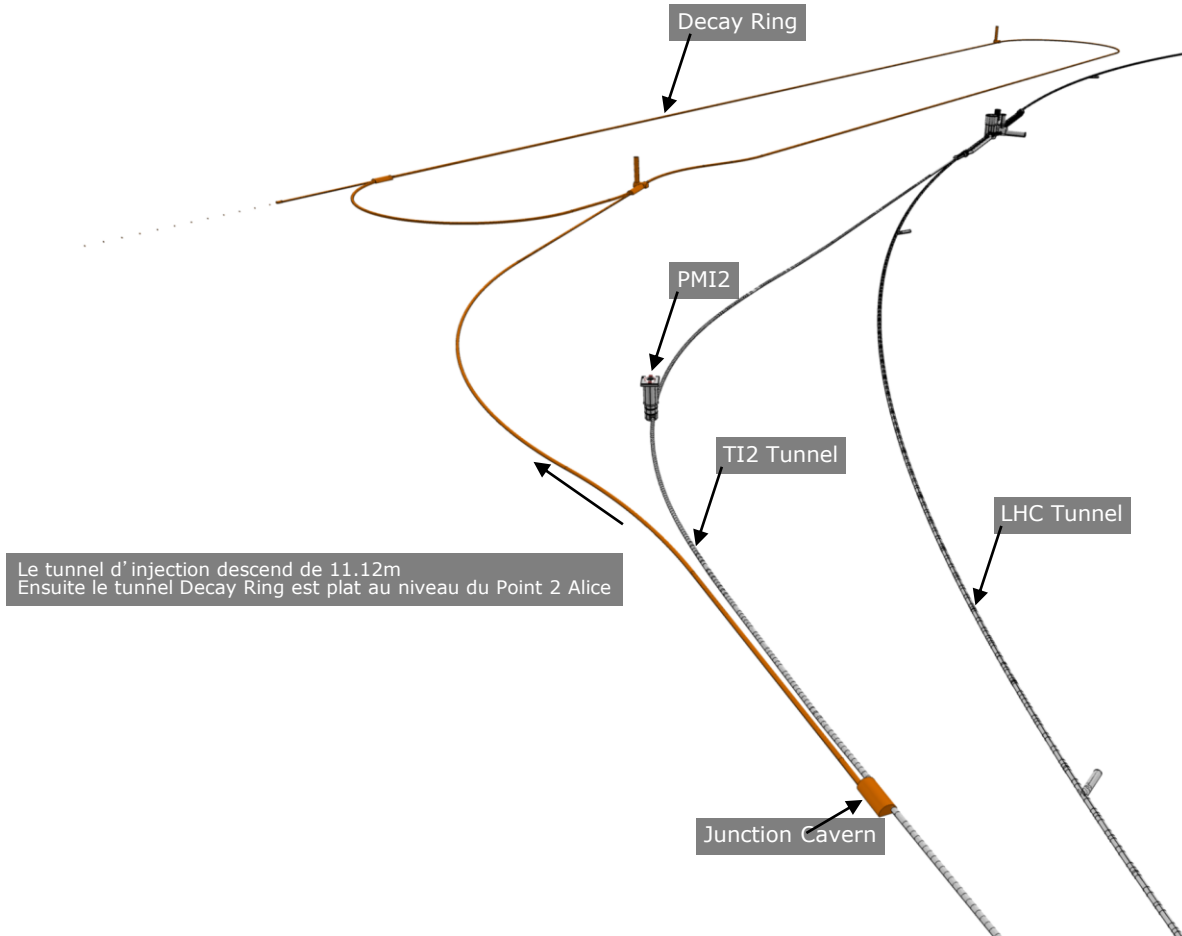 Decay Ring
PMI2
TI2 Tunnel
LHC Tunnel
Le tunnel d'injection descend de 11.12m
Ensuite le tunnel Decay Ring est plat au niveau du Point 2 Alice
Junction Cavern